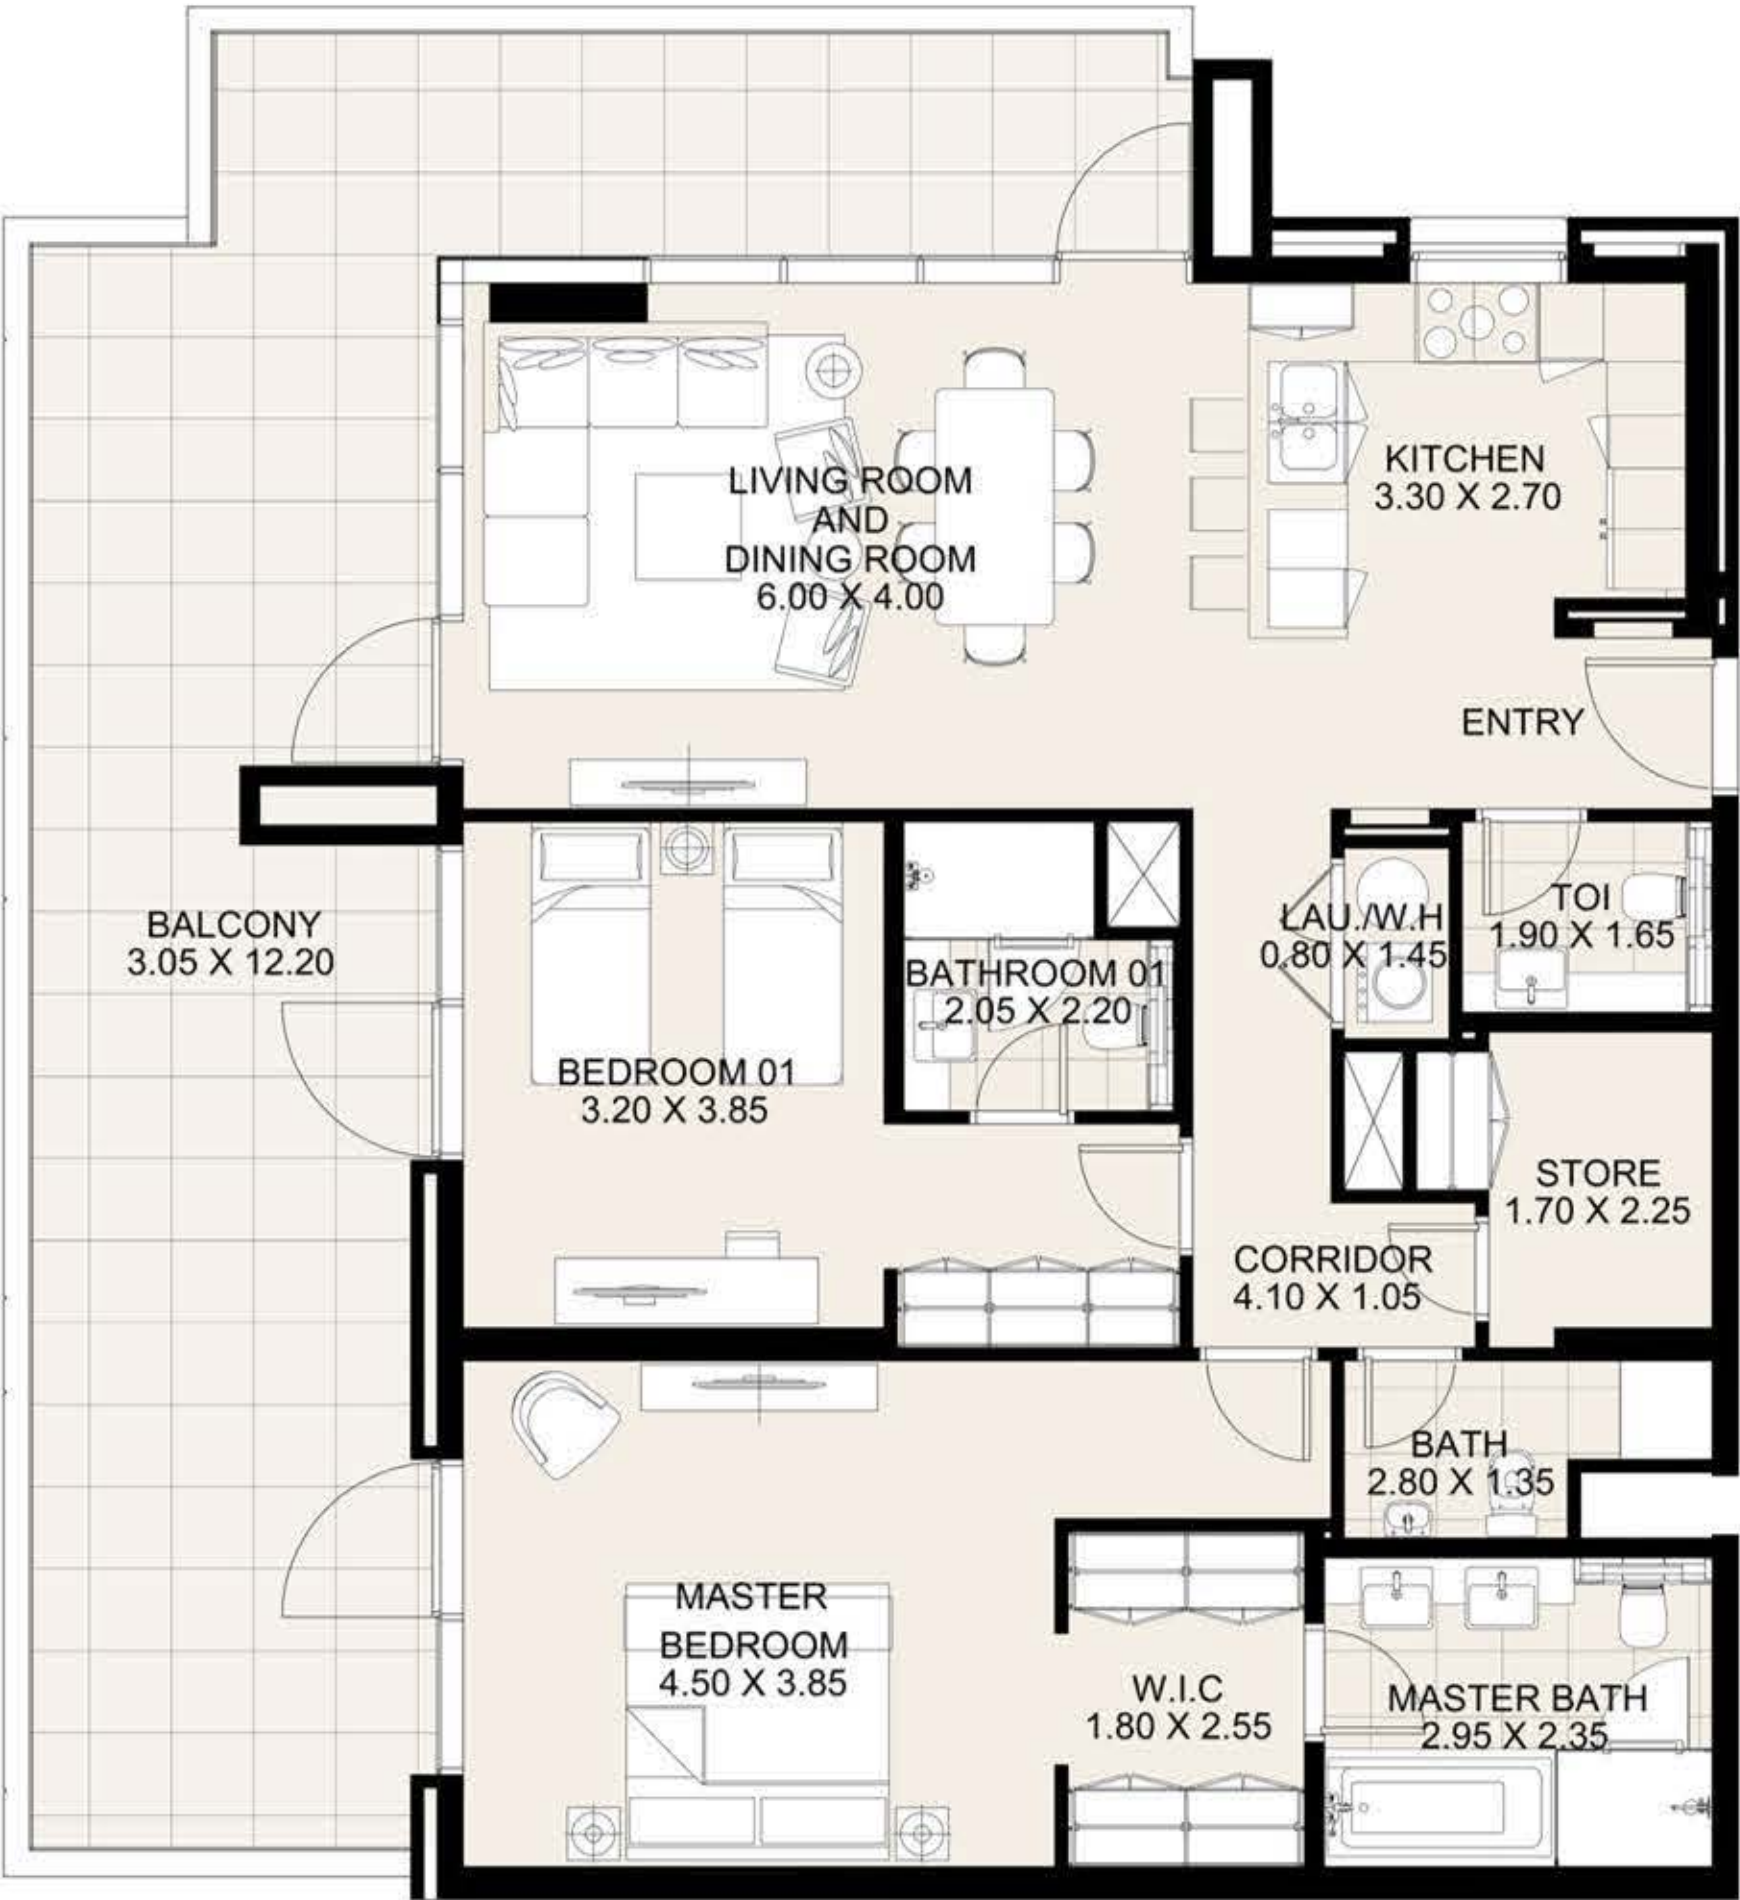 LIVING ROOM
AND
DINING ROOM
6.00 X 4.00
KITCHEN
3.30 X 2.70
ENTRY
BALCONY
3.05 X 12.20
BEDROOM 01
3.20 X 3.85
BATHROOM 01
2.05 X 2.20
LAU./W.H
0.80 X 1.45
TOI
1.90 X 1.65
STORE
1.70 X 2.25
CORRIDOR
4.10 X 1.05
BATH
2.80 X 1.35
MASTER
BEDROOM
4.50 X 3.85
W.I.C
1.80 X 2.55
MASTER BATH
2.95 X 2.35